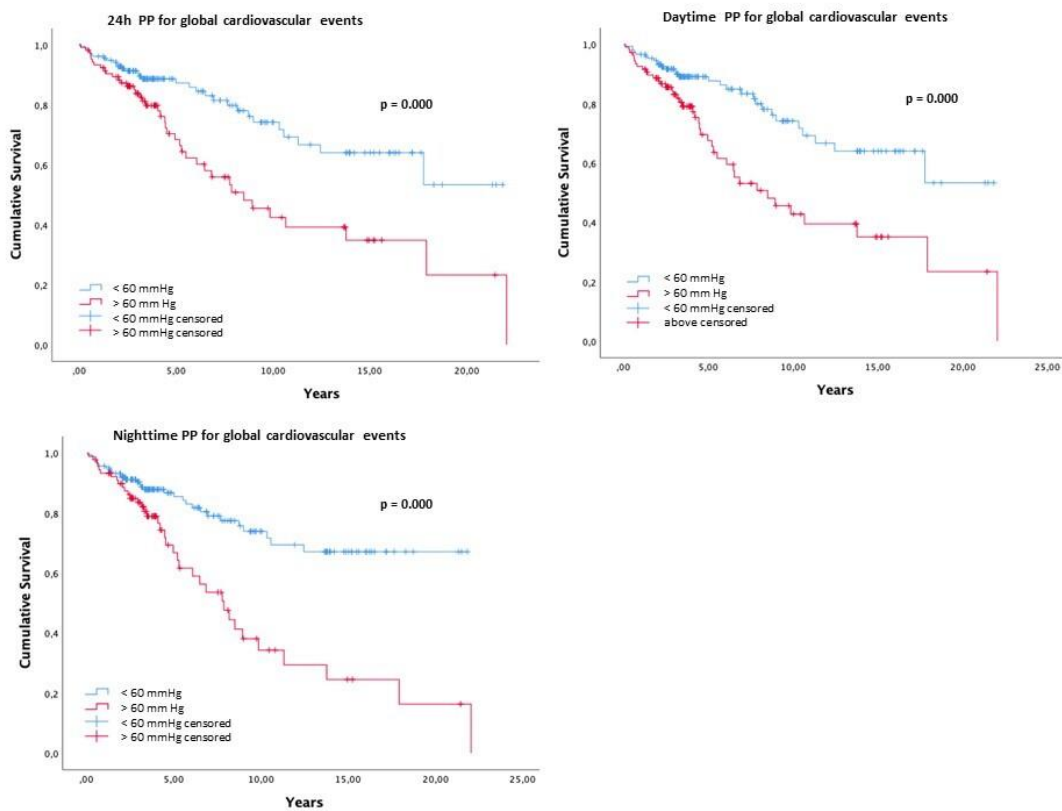 24h PP for global cardiovascular events
1,0
0,8
0,6
0,4
0,2
0,0
Cumulative Survival
p = 0.000
< 60 mmHg
> 60 mm Hg
< 60 mmHg censored
> 60 mmHg censored
,00 5,00 10,00 15,00 20,00
Years
Daytime PP for global cardiovascular events
1,0
0,8
0,6
0,4
0,2
0,0
Cumulative Survival
p = 0.000
< 60 mmHg
> 60 mm Hg
< 60 mmHg censored
above censored
,00 5,00 10,00 15,00 20,00 25,00
Years
Nighttime PP for global cardiovascular events
1,0
0,8
0,6
0,4
0,2
0,0
Cumulative Survival
p = 0.000
< 60 mmHg
> 60 mm Hg
< 60 mmHg censored
> 60 mmHg censored
,00 5,00 10,00 15,00 20,00 25,00
Years